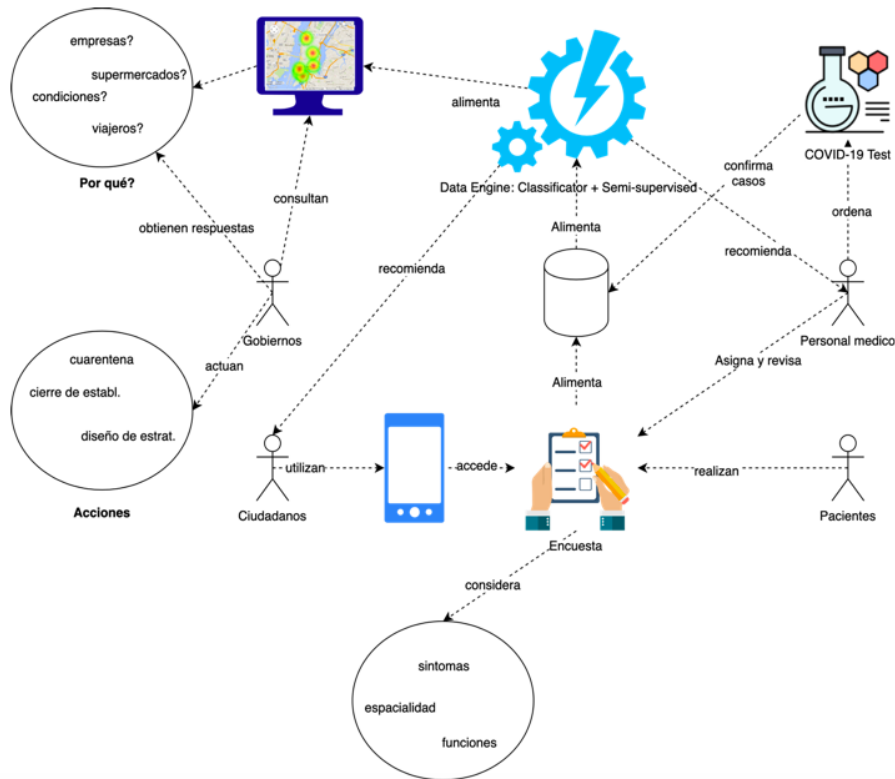 empresas?
supermercados?
condiciones?
viajeros?
Por qué?
alimenta
Data Engine: Classificator + Semi-supervised
COVID-19 Test
confirma
casos
ordena
consultan
obtienen respuestas
Alimenta
recomienda
recomienda
Gobiernos
Personal medico
cuarentena
actuan
cierre de establ.
diseño de estrat.
Acciones
Alimenta
Asigna y revisa
utilizan
accede
realizan
Ciudadanos
Pacientes
Encuesta
considera
sintomas
espacialidad
funciones